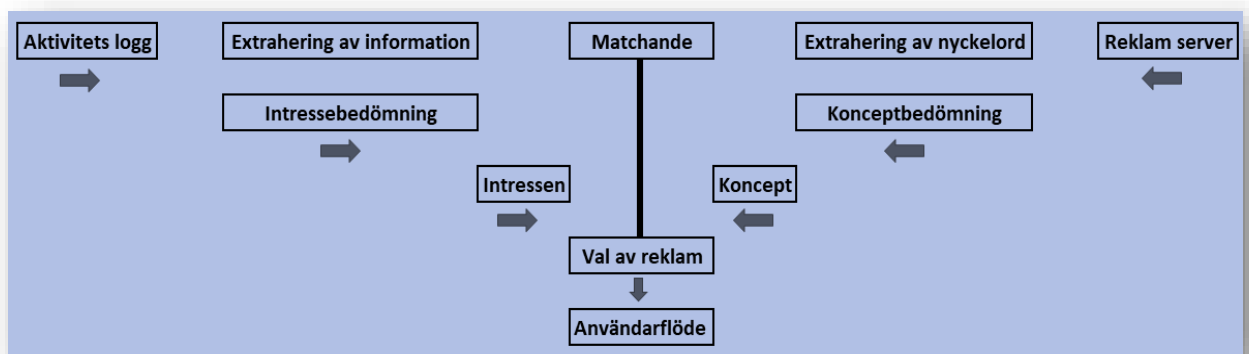 Aktivitets logg
Extrahering av information
Matchande
Extrahering av nyckelord
Reklam server
Intressebedömning
Konceptbedömning
Intressen
Koncept
Val av reklam
Användarflöde